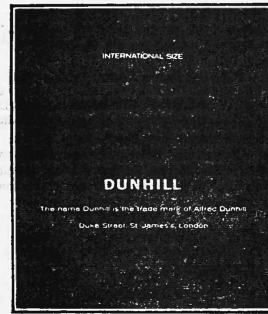 INTERNATIONAL SIZE
DUNHILL
The name Dunhill is the trade mark of Alfred Dunhill
Duke Street, St. James's, London